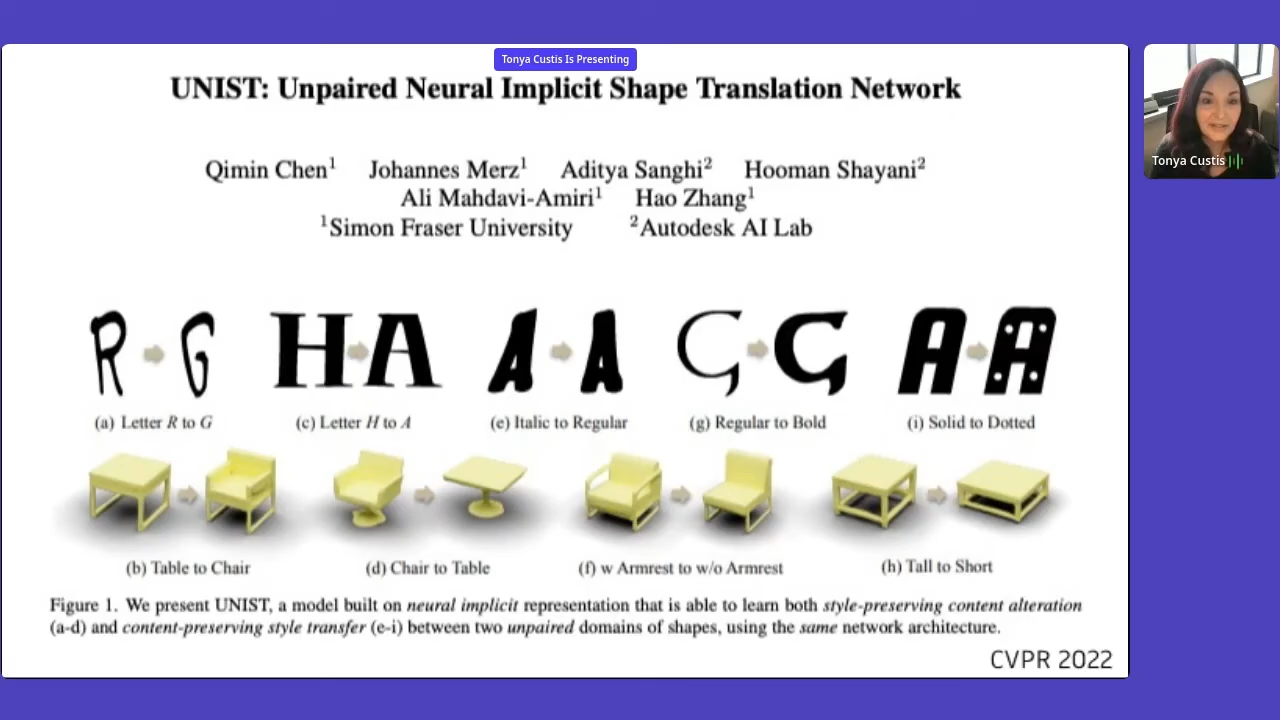 Tonya Custis Is Presenting
UNIST: Unpaired Neural Implicit Shape Translation Network
Qimin Chen¹ Johannes Merz¹ Aditya Sanghi² Hooman Shayani²
Ali Mahdavi-Amiri¹ Hao Zhang¹
¹Simon Fraser University ²Autodesk AI Lab
R G H A A A G G A A
(a) Letter R to G (c) Letter H to A (e) Italic to Regular (g) Regular to Bold (i) Solid to Dotted
(b) Table to Chair (d) Chair to Table (f) w Armrest to w/o Armrest (h) Tall to Short
Figure 1. We present UNIST, a model built on neural implicit representation that is able to learn both style-preserving content alteration
(a-d) and content-preserving style transfer (e-i) between two unpaired domains of shapes, using the same network architecture.
CVPR 2022
Tonya Custis